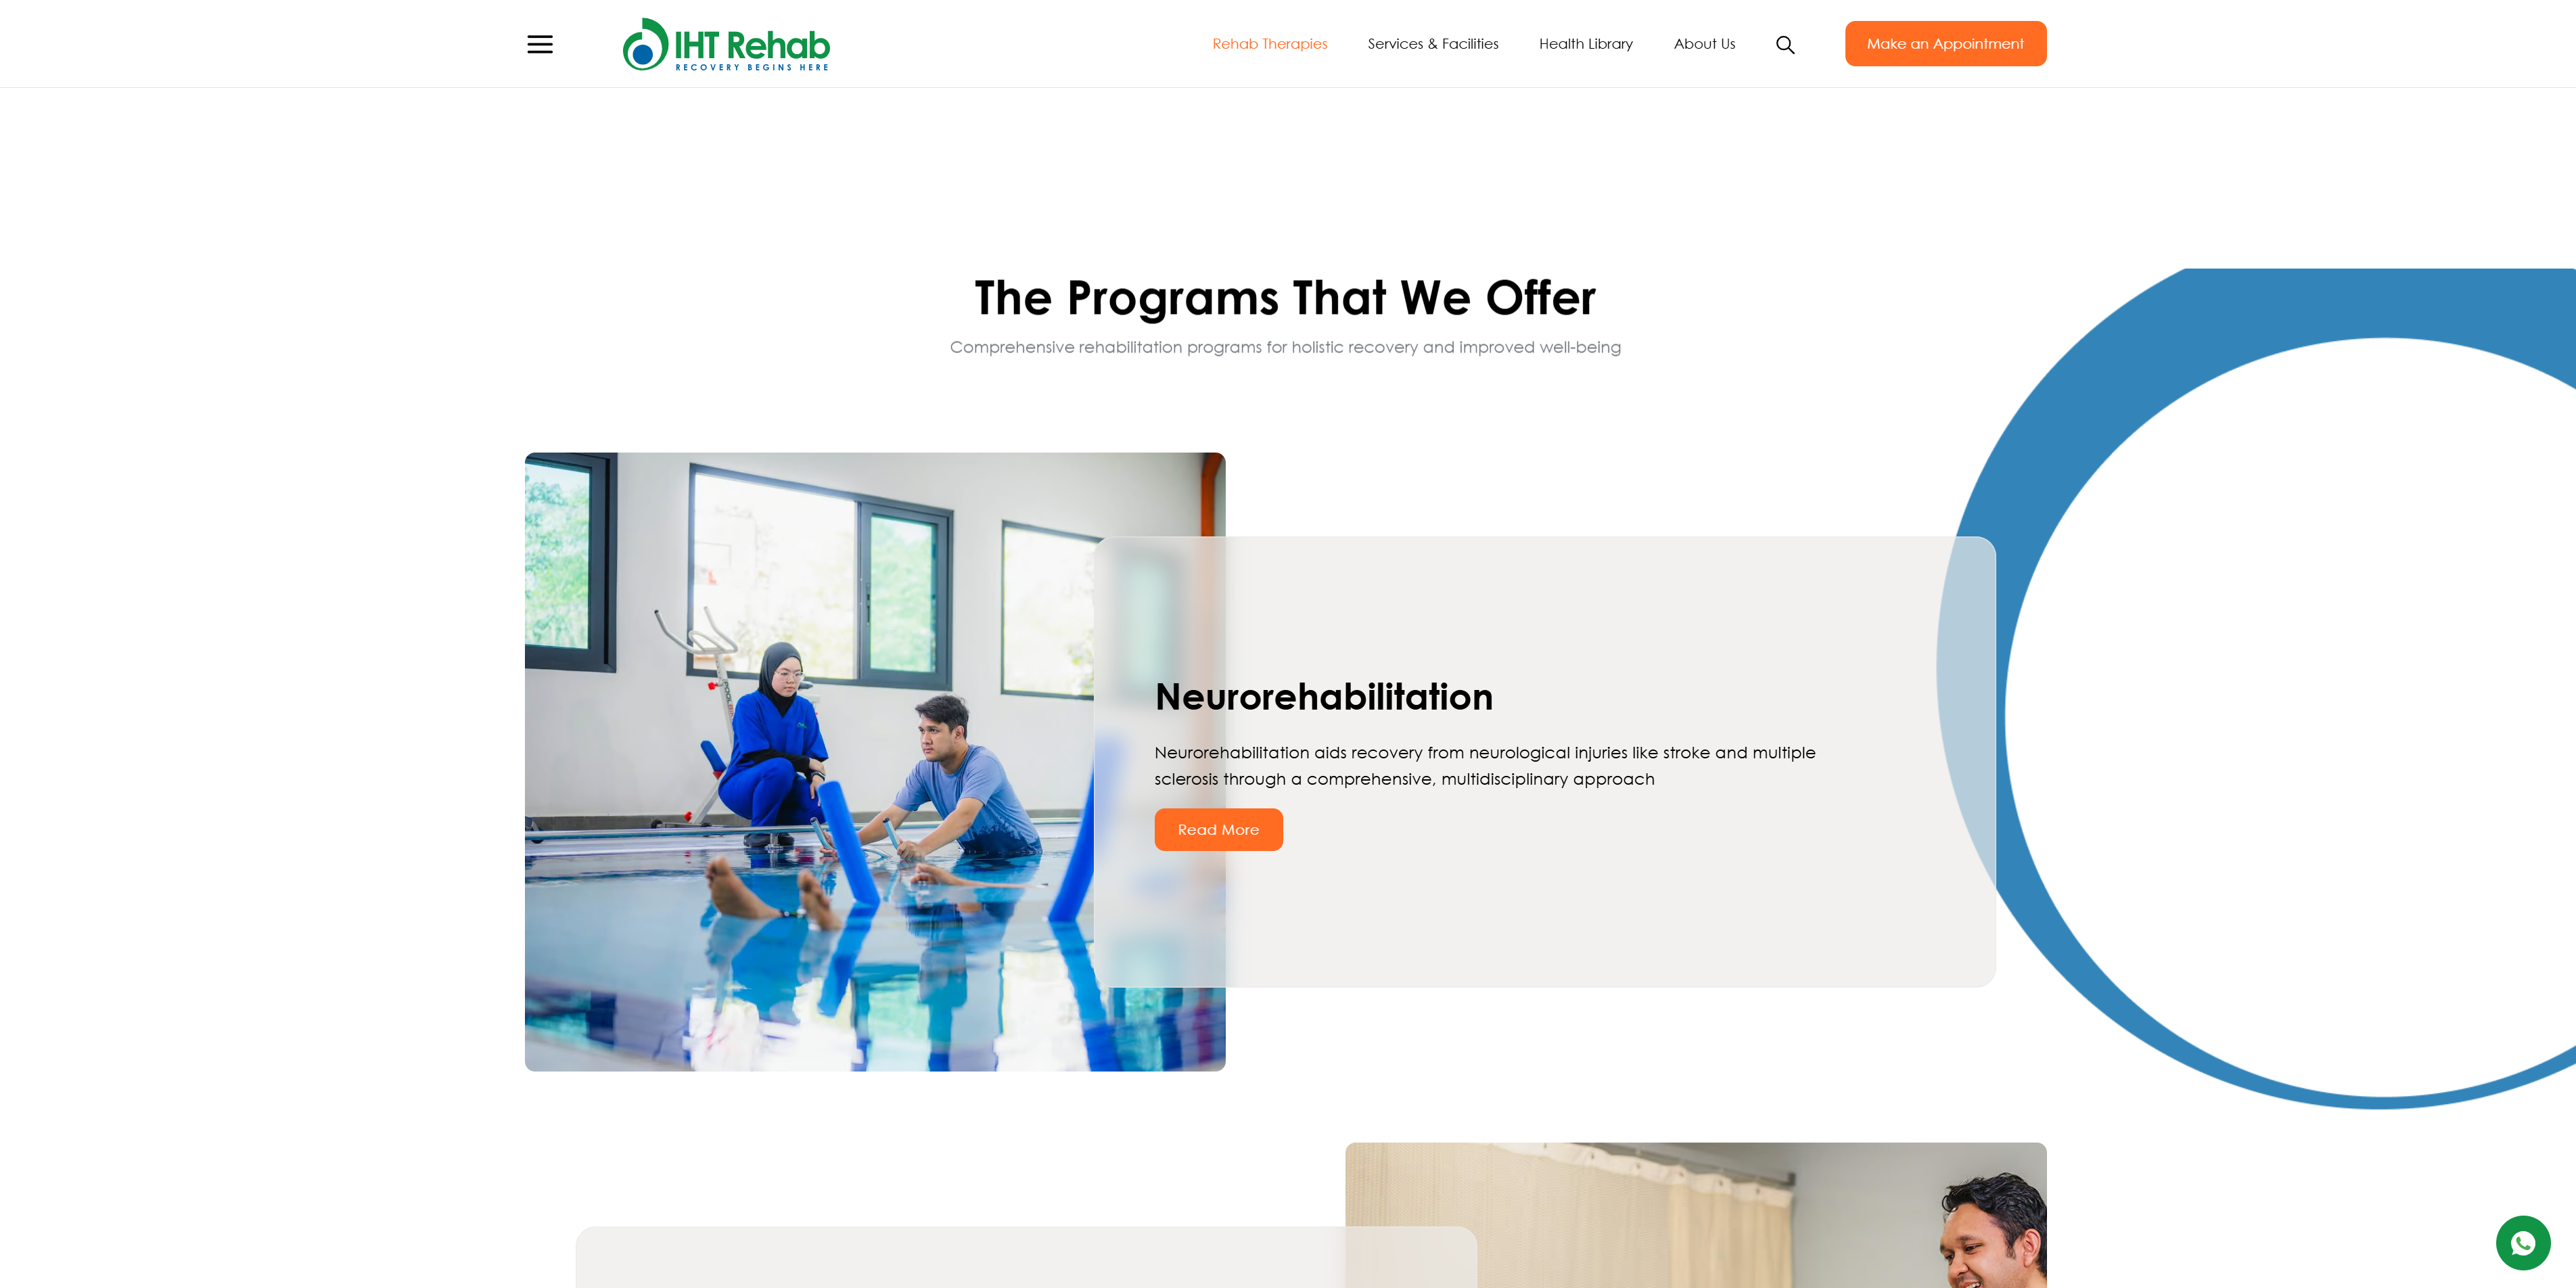 IHT Rehab
RECOVERY BEGINS HERE
Rehab Therapies
Services & Facilities
Health Library
About Us
Make an Appointment
The Programs That We Offer
Comprehensive rehabilitation programs for holistic recovery and improved well-being
Neurorehabilitation
Neurorehabilitation aids recovery from neurological injuries like stroke and multiple
sclerosis through a comprehensive, multidisciplinary approach
Read More